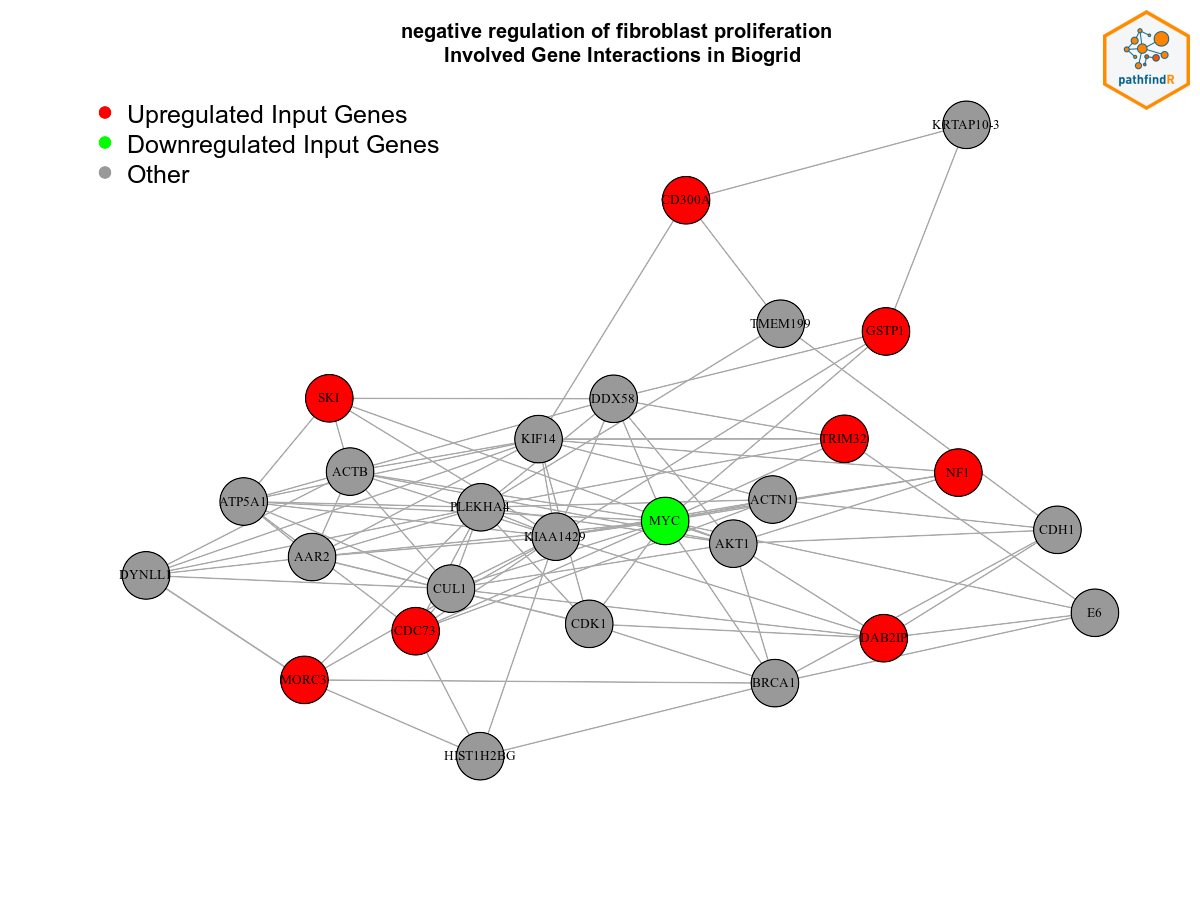 negative regulation of fibroblast proliferation
Involved Gene Interactions in Biogrid
pathfindR
Upregulated Input Genes
Downregulated Input Genes
Other
KRTAP10-3
CD300A
TMEM199
GSTP1
SKI
DDX58
KIF14
TRIM32
ACTB
NF1
ATP5A1
PLEKHA4
ACTN1
MYC
KIAA1429
AKT1
CDH1
AAR2
DYNLL1
CUL1
E6
CDC73
CDK1
DAB2IP
MORC3
BRCA1
HIST1H2BG